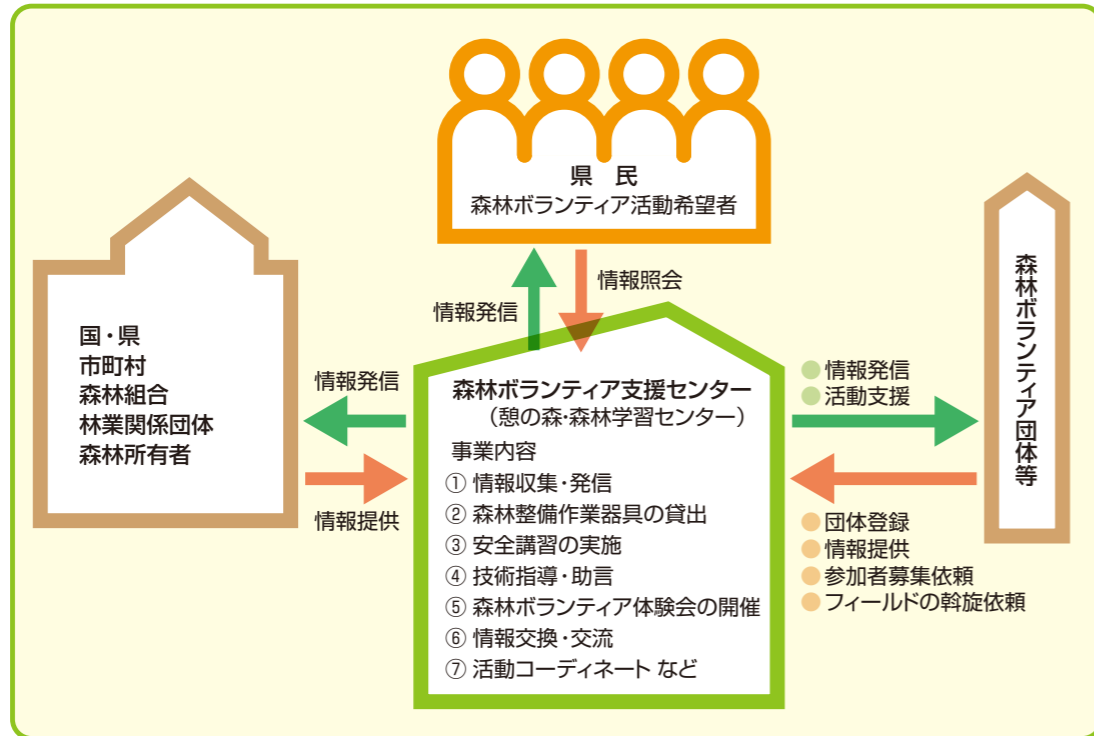 県 民
森林ボランティア活動希望者
情報発信
情報照会
国・県
市町村
森林組合
林業関係団体
森林所有者
情報発信
情報提供
森林ボランティア支援センター
（憩の森・森林学習センター）
事業内容
① 情報収集・発信
② 森林整備作業器具の貸出
③ 安全講習の実施
④ 技術指導・助言
⑤ 森林ボランティア体験会の開催
⑥ 情報交換・交流
⑦ 活動コーディネート など
●情報発信
●活動支援
●団体登録
●情報提供
●参加者募集依頼
●フィールドの斡旋依頼
森林ボランティア団体等